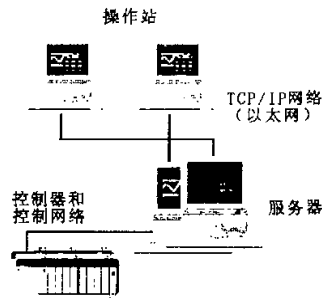 操作站
TCP/IP网络
（以太网）
控制器和
控制网络
服务器